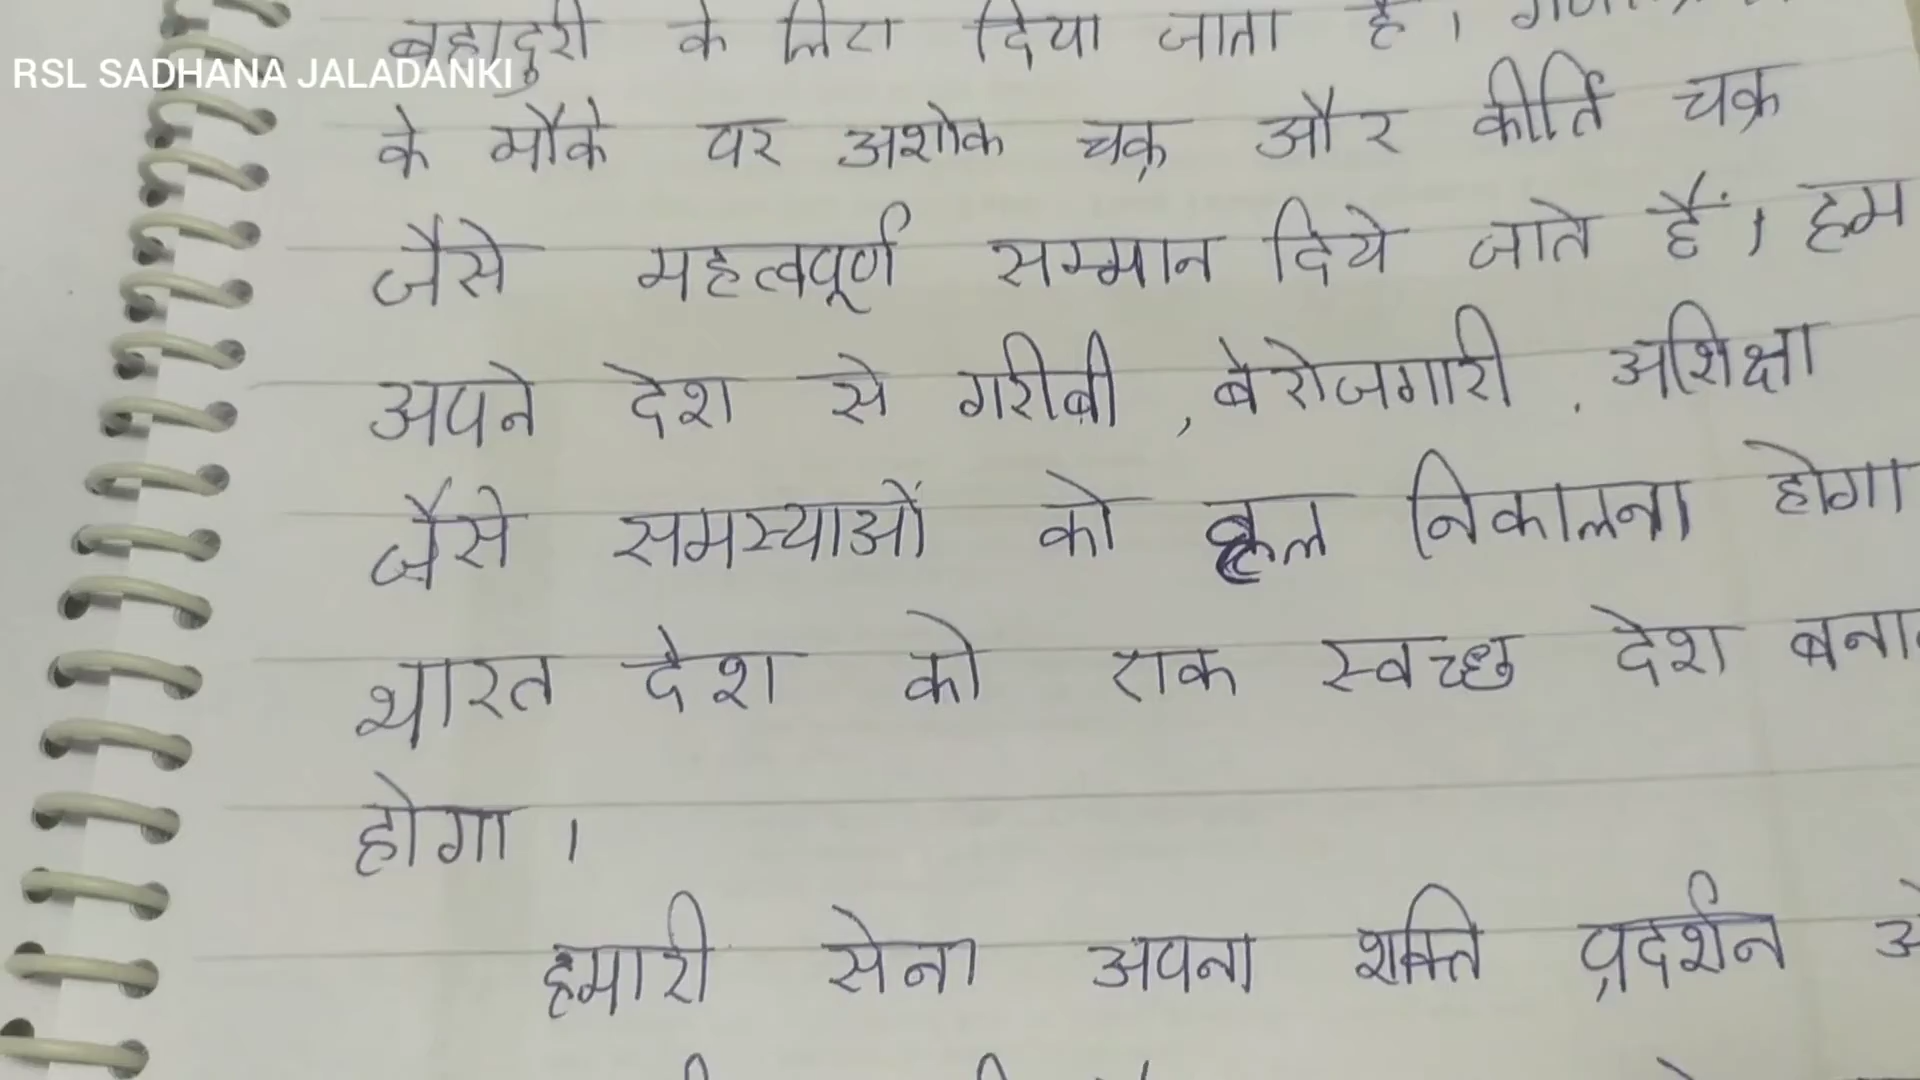 बहादुरी के लिए दिया जाता है।
RSL SADHANA JALADANKI
के मौके पर अशोक चक्र और कीर्ति चक्र
जैसे महत्वपूर्ण सम्मान दिये जाते हैं। हम
अपने देश से गरीबी, बेरोजगारी, अशिक्षा
जैसे समस्याओं को हल निकालना होगा
भारत देश को एक स्वच्छ देश
होगा।
हमारी सेना अपना शक्ति प्रदर्शन